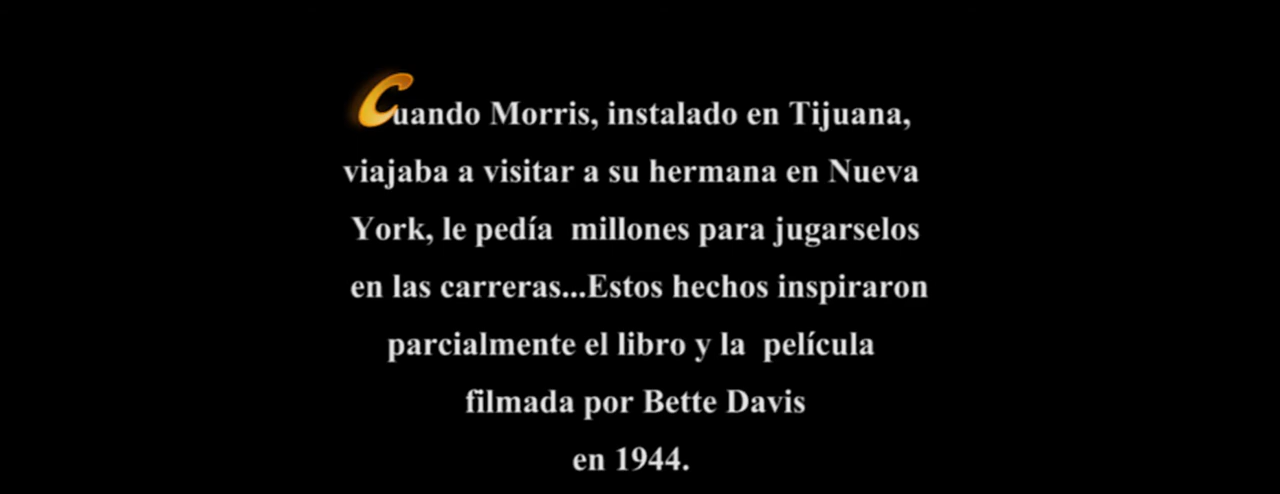 Cuando Morris, instalado en Tijuana,
viajaba a visitar a su hermana en Nueva
York, le pedía millones para jugarselos
en las carreras...Estos hechos inspiraron
parcialmente el libro y la película
filmada por Bette Davis
en 1944.